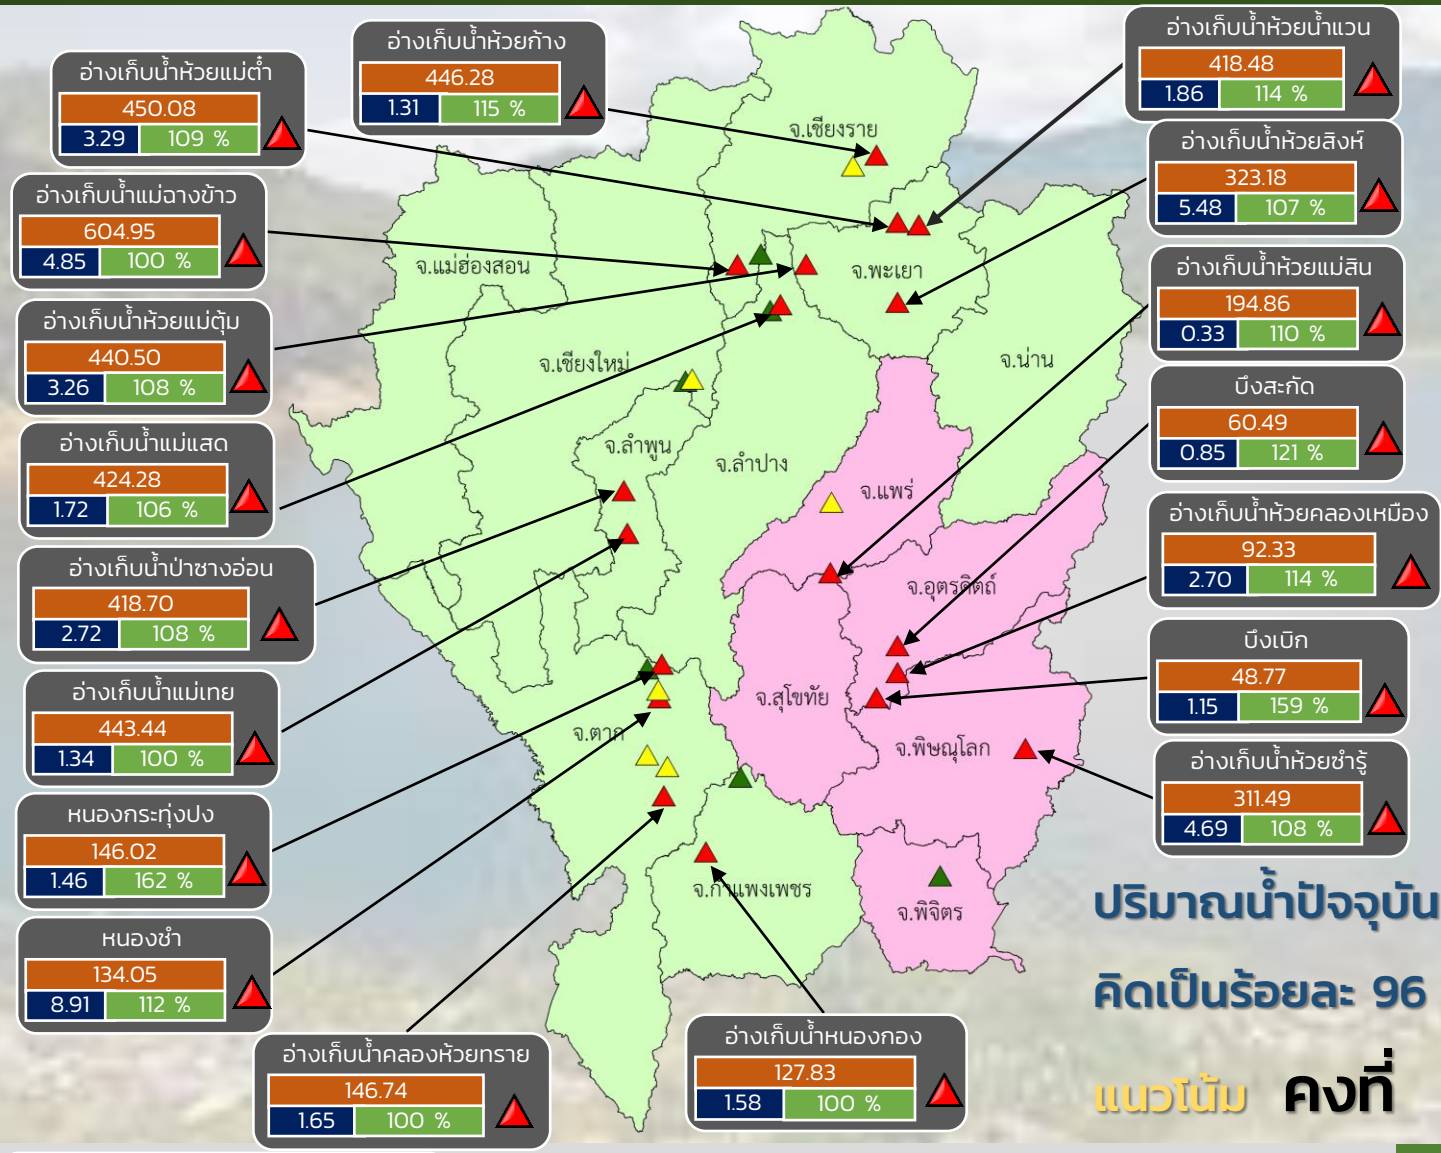 อ่างเก็บน้ำห้วยแม่ต๋ำ
450.08
3.29 109 %
อ่างเก็บน้ำห้วยก้าง
446.28
1.31 115 %
อ่างเก็บน้ำห้วยน้ำแวน
418.48
1.86 114 %
อ่างเก็บน้ำแม่ฉางข้าว
604.95
4.85 100 %
อ่างเก็บน้ำห้วยสิงห์
323.18
5.48 107 %
อ่างเก็บน้ำห้วยแม่ตุ้ม
440.50
3.26 108 %
อ่างเก็บน้ำห้วยแม่สิน
194.86
0.33 110 %
อ่างเก็บน้ำแม่แสด
424.28
1.72 106 %
บึงสะกัด
60.49
0.85 121 %
อ่างเก็บน้ำป่าซางอ่อน
418.70
2.72 108 %
อ่างเก็บน้ำห้วยคลองเหมือง
92.33
2.70 114 %
อ่างเก็บน้ำแม่เทย
443.44
1.34 100 %
บึงเบิก
48.77
1.15 159 %
หนองกระทุ่งปง
146.02
1.46 162 %
อ่างเก็บน้ำห้วยซำรู้
311.49
4.69 108 %
หนองชำ
134.05
8.91 112 %
อ่างเก็บน้ำคลองห้วยทราย
146.74
1.65 100 %
อ่างเก็บน้ำหนองกอง
127.83
1.58 100 %
จ.เชียงราย
จ.แม่ฮ่องสอน
จ.พะเยา
จ.เชียงใหม่
จ.น่าน
จ.ลำพูน
จ.ลำปาง
จ.แพร่
จ.อุตรดิตถ์
จ.สุโขทัย
จ.ตาก
จ.พิษณุโลก
จ.กำแพงเพชร
จ.พิจิตร
ปริมาณน้ำปัจจุบัน
คิดเป็นร้อยละ 96
แนวโน้ม คงที่